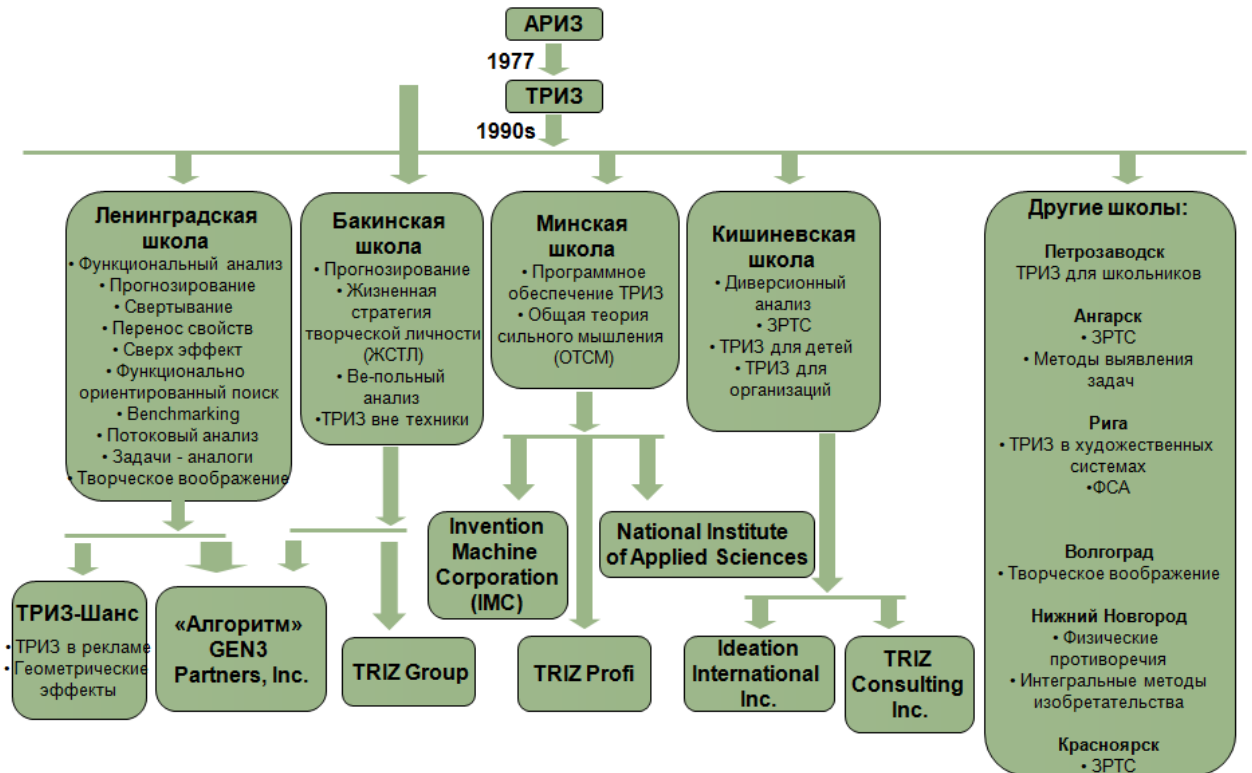 АРИЗ
1977
ТРИЗ
1990s
Ленинградская
школа
• Функциональный анализ
• Прогнозирование
• Свертывание
• Перенос свойств
• Сверх эффект
• Функционально
ориентированный поиск
• Benchmarking
• Потоковый анализ
• Задачи - аналоги
• Творческое воображение
Бакинская
школа
• Прогнозирование
• Жизненная
стратегия
творческой личности
(ЖСТЛ)
• Ве-польный
анализ
•ТРИЗ вне техники
Минская
школа
• Программное
обеспечение ТРИЗ
• Общая теория
сильного мышления
(ОТСМ)
Кишиневская
школа
• Диверсионный
анализ
• ЗРТС
• ТРИЗ для детей
• ТРИЗ для
организаций
Другие школы:
Петрозаводск
ТРИЗ для школьников
Ангарск
• ЗРТС
• Методы выявления
задач
Рига
• ТРИЗ в художественных
системах
•ФСА
Волгоград
• Творческое воображение
Нижний Новгород
• Физические
противоречия
• Интегральные методы
изобретательства
Красноярск
• ЗРТС
ТРИЗ-Шанс
• ТРИЗ в рекламе
• Геометрические
эффекты
«Алгоритм»
GEN3
Partners, Inc.
TRIZ Group
Invention
Machine
Corporation
(IMC)
TRIZ Profi
National Institute
of Applied Sciences
Ideation
International
Inc.
TRIZ
Consulting
Inc.